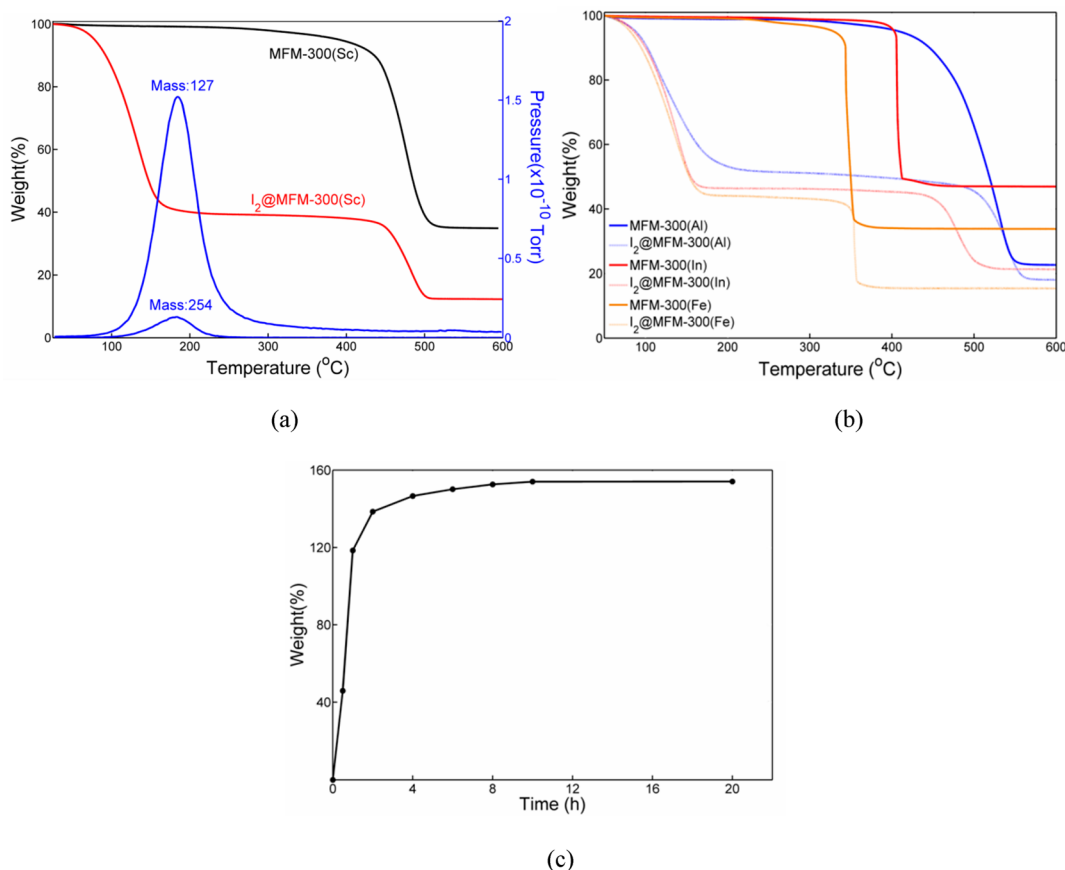 100
80
60
40
20
0
Weight(%)
100
200
300
400
500
600
Temperature (°C)
2
1.5
1
0.5
0
Pressure(x10⁻¹⁰ Torr)
MFM-300(Sc)
Mass:127
I₂@MFM-300(Sc)
Mass:254
(a)
100
80
60
40
20
0
Weight(%)
100
200
300
400
500
600
Temperature (°C)
MFM-300(Al)
I₂@MFM-300(Al)
MFM-300(In)
I₂@MFM-300(In)
MFM-300(Fe)
I₂@MFM-300(Fe)
(b)
160
120
80
40
Weight(%)
0
4
8
12
16
20
Time (h)
(c)